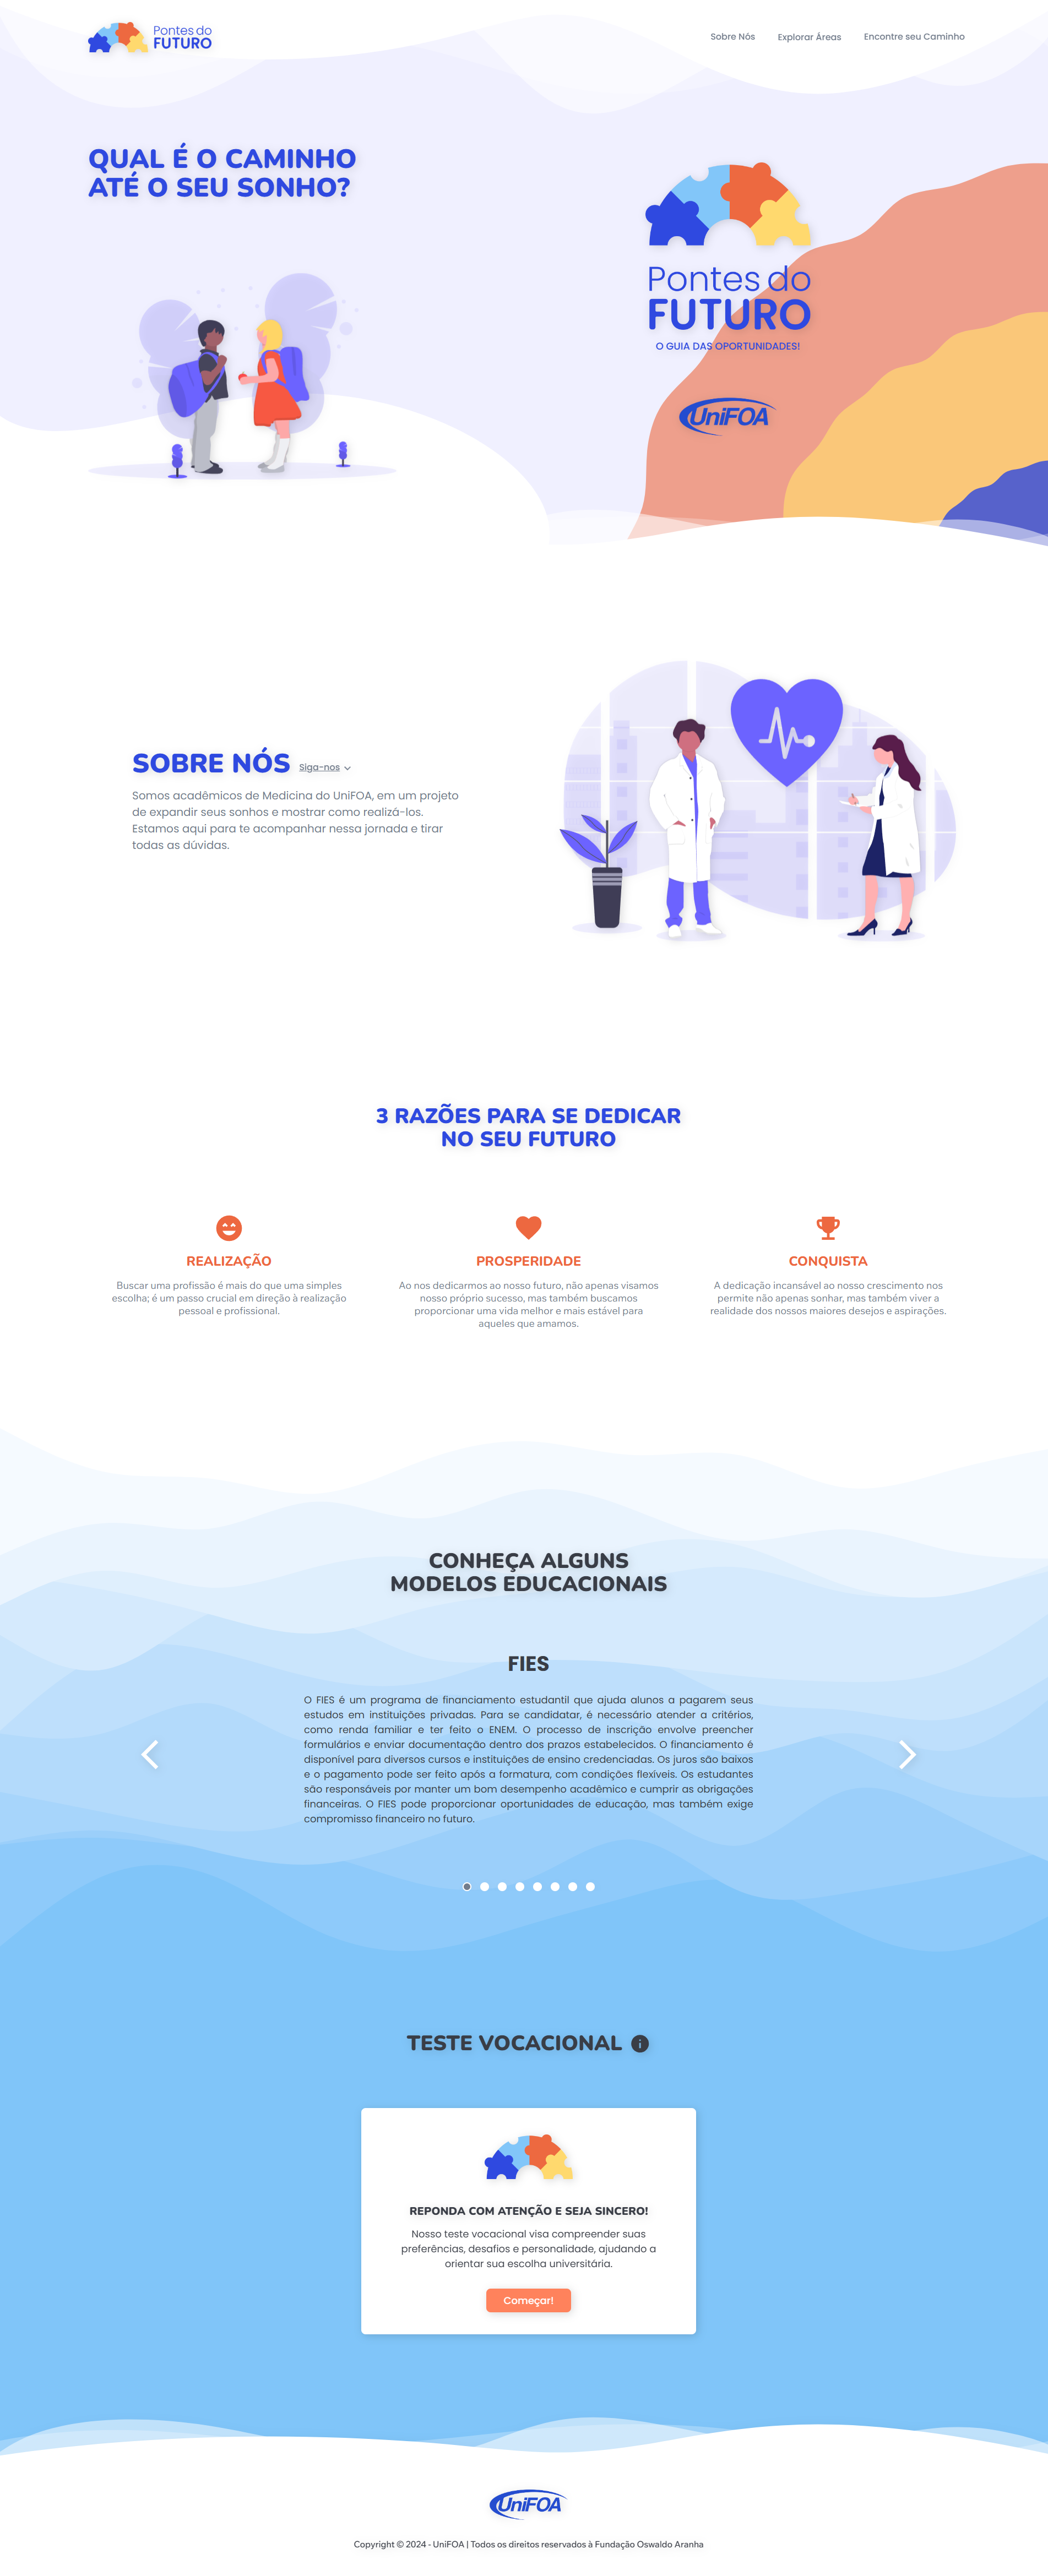 Pontes do
FUTURO
Sobre Nós
Explorar Áreas
Encontre seu Caminho
QUAL É O CAMINHO
ATÉ O SEU SONHO?
Pontes do
FUTURO
O GUIA DAS OPORTUNIDADES!
UniFOA
SOBRE NÓS Siga-nos
Somos acadêmicos de Medicina do UniFOA, em um projeto
de expandir seus sonhos e mostrar como realizá-los.
Estamos aqui para te acompanhar nessa jornada e tirar
todas as dúvidas.
3 RAZÕES PARA SE DEDICAR
NO SEU FUTURO
REALIZAÇÃO
Buscar uma profissão é mais do que uma simples
escolha; é um passo crucial em direção à realização
pessoal e profissional.
PROSPERIDADE
Ao nos dedicarmos ao nosso futuro, não apenas visamos
nosso próprio sucesso, mas também buscamos
proporcionar uma vida melhor e mais estável para
aqueles que amamos.
CONQUISTA
A dedicação incansável ao nosso crescimento nos
permite não apenas sonhar, mas também viver a
realidade dos nossos maiores desejos e aspirações.
CONHEÇA ALGUNS
MODELOS EDUCACIONAIS
FIES
O FIES é um programa de financiamento estudantil que ajuda alunos a pagarem seus
estudos em instituições privadas. Para se candidatar, é necessário atender a critérios,
como renda familiar e ter feito o ENEM. O processo de inscrição envolve preencher
formulários e enviar documentação dentro dos prazos estabelecidos. O financiamento é
disponível para diversos cursos e instituições de ensino credenciadas. Os juros são baixos
e o pagamento pode ser feito após a formatura, com condições flexíveis. Os estudantes
são responsáveis por manter um bom desempenho acadêmico e cumprir as obrigações
financeiras. O FIES pode proporcionar oportunidades de educação, mas também exige
compromisso financeiro no futuro.
TESTE VOCACIONAL
REPONDA COM ATENÇÃO E SEJA SINCERO!
Nosso teste vocacional visa compreender suas
preferências, desafios e personalidade, ajudando a
orientar sua escolha universitária.
Começar!
UniFOA
Copyright © 2024 - UniFOA | Todos os direitos reservados à Fundação Oswaldo Aranha